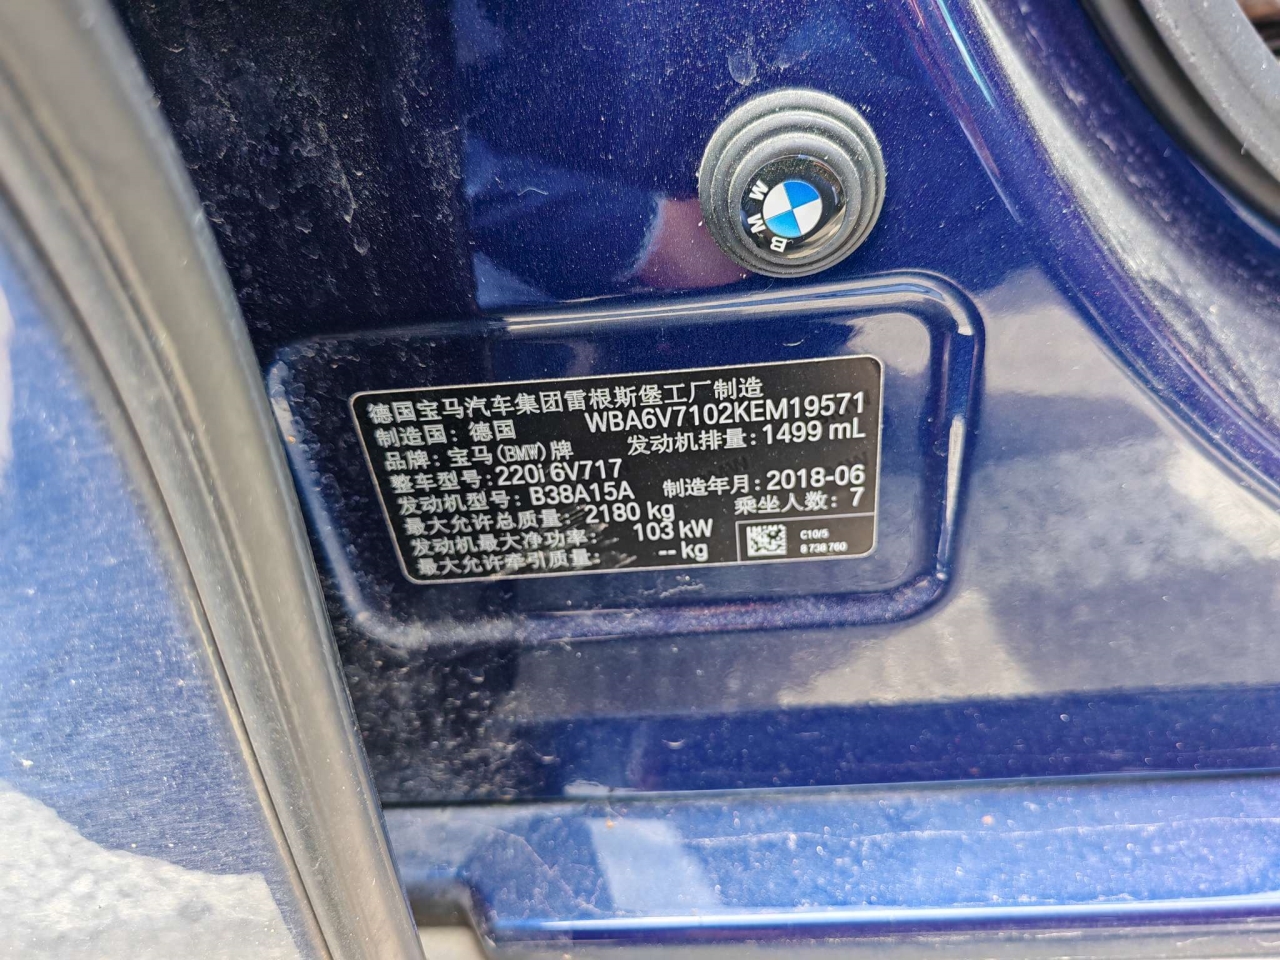 BMW
德国宝马汽车集团雷根斯堡工厂制造
制造国：德国 WBA6V7102KEM19571
品牌：宝马(BMW)牌 发动机排量：1499 mL
整车型号：220i 6V717
发动机型号：B38A15A 制造年月：2018-06
最大允许总质量：2180 kg 乘坐人数：7
发动机最大净功率：103 kW
最大允许牵引质量：-- kg
C10/5
8 738 760